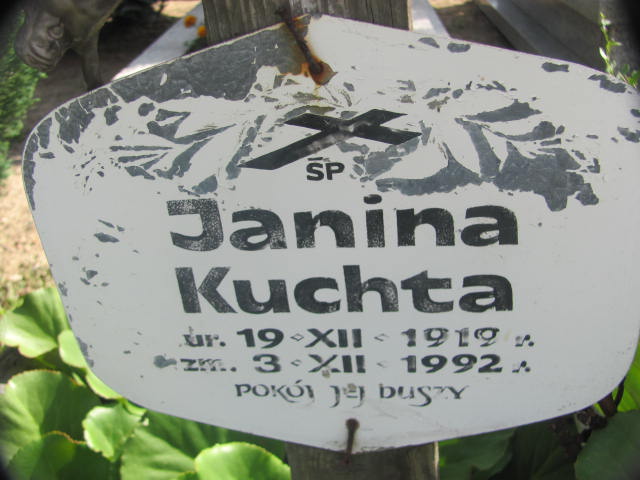 ŚP
Janina
Kuchta
ur. 19·XII·1919 r.
zm. 3·XII·1992 r.
POKÓJ JEJ DUSZY